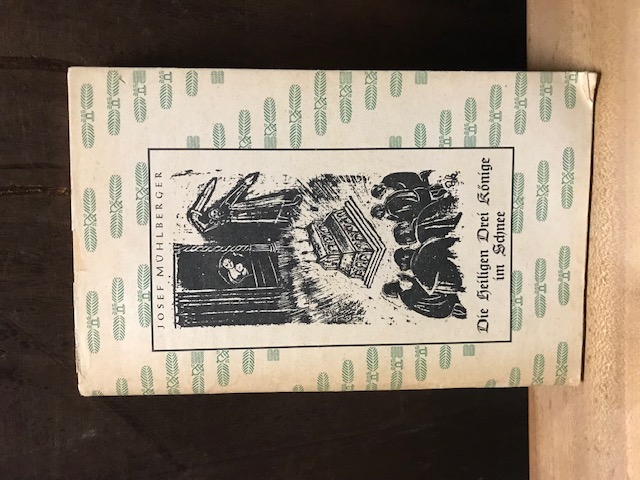 JOSEF MÜHLBERGER
Die Heiligen Drei Könige
im Schnee